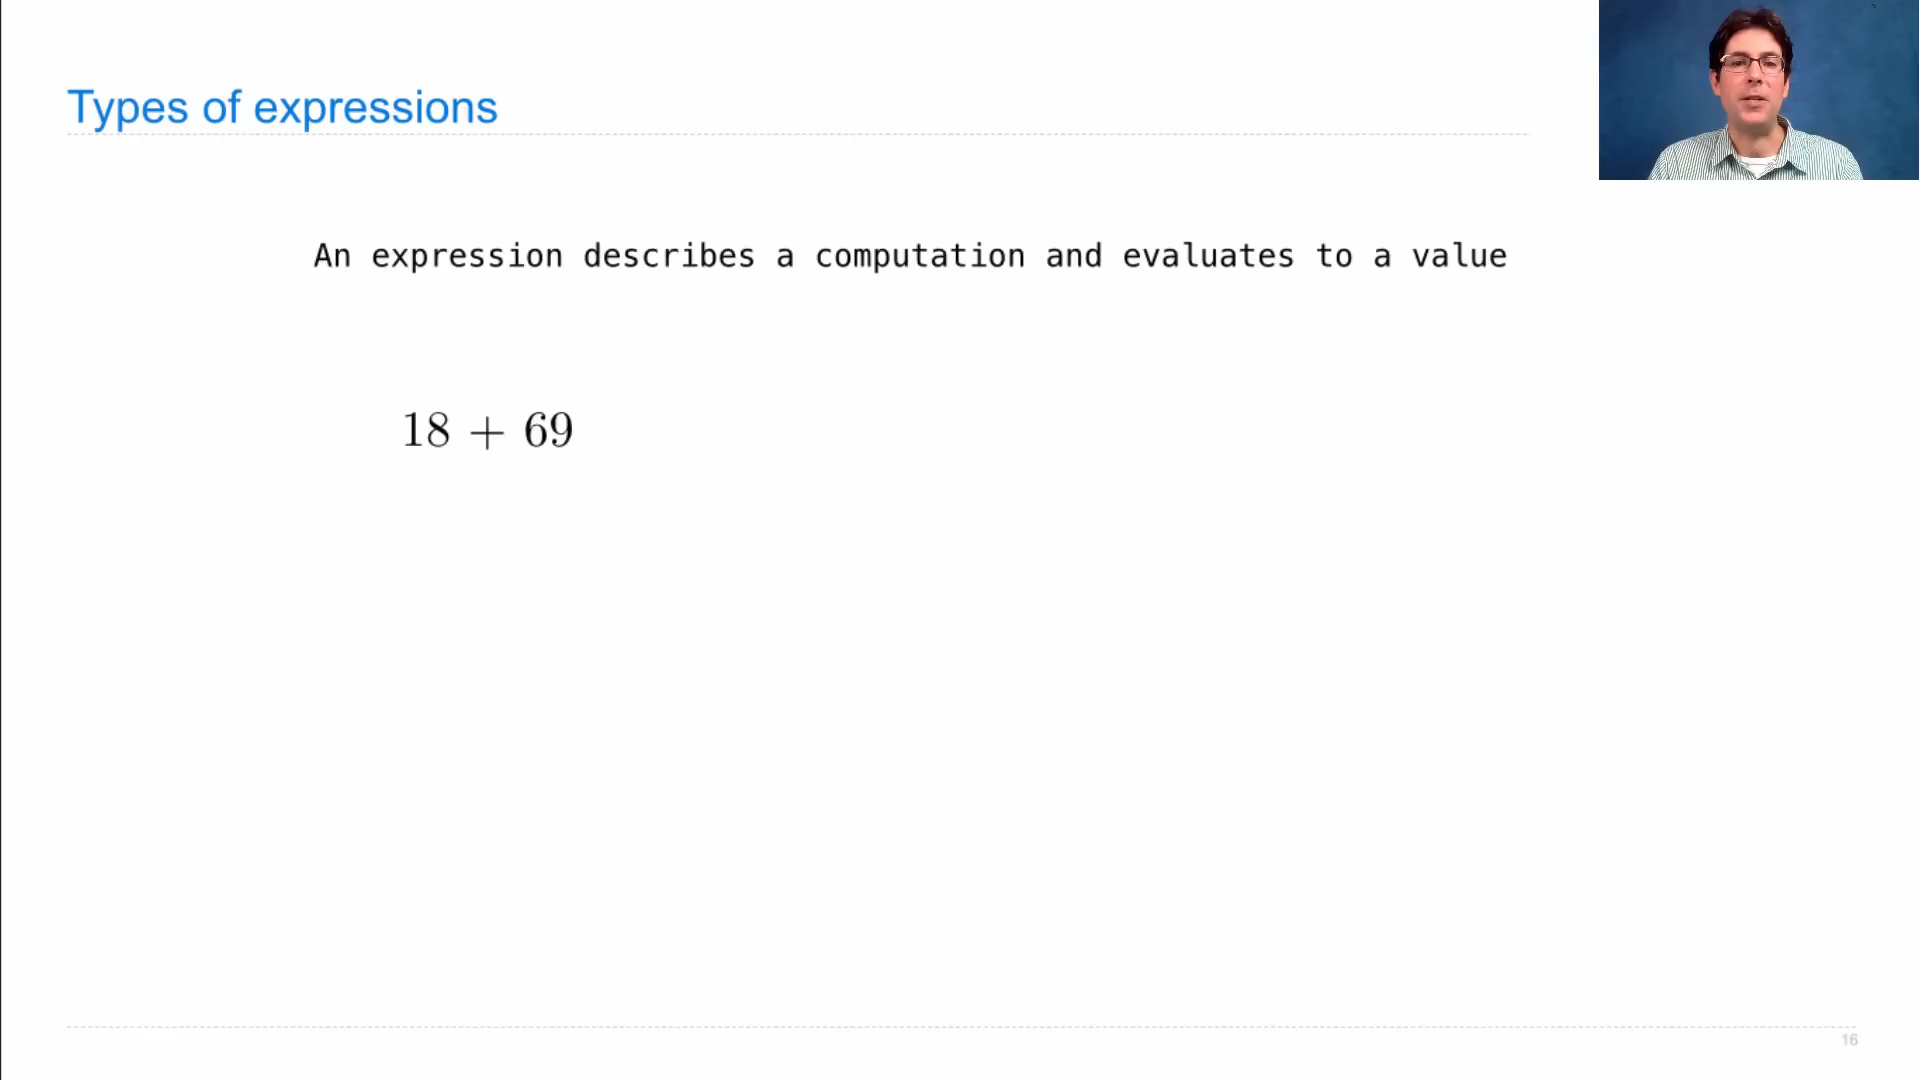 Types of expressions
An expression describes a computation and evaluates to a value
18 + 69
16